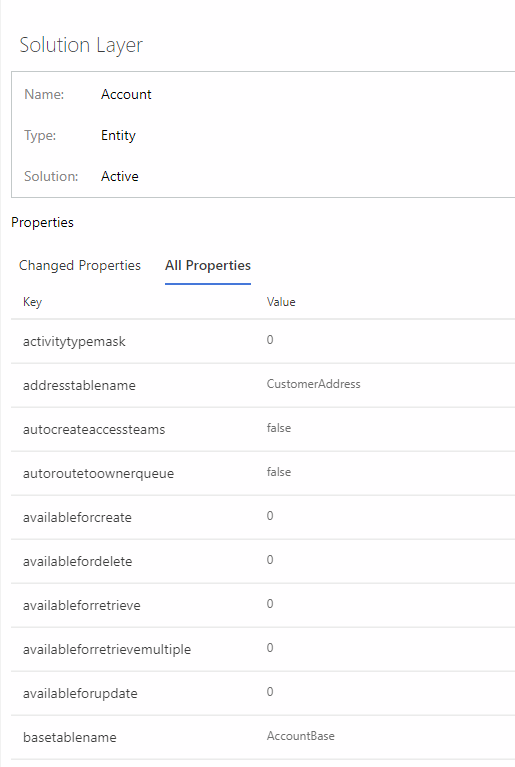 Solution Layer
Name: Account
Type: Entity
Solution: Active
Properties
Changed Properties All Properties
Key Value
activitytypemask 0
addresstablename CustomerAddress
autocreateaccessteams false
autoroutetoownerqueue false
availableforcreate 0
availablefordelete 0
availableforretrieve 0
availableforretrievemultiple 0
availableforupdate 0
basetablename AccountBase